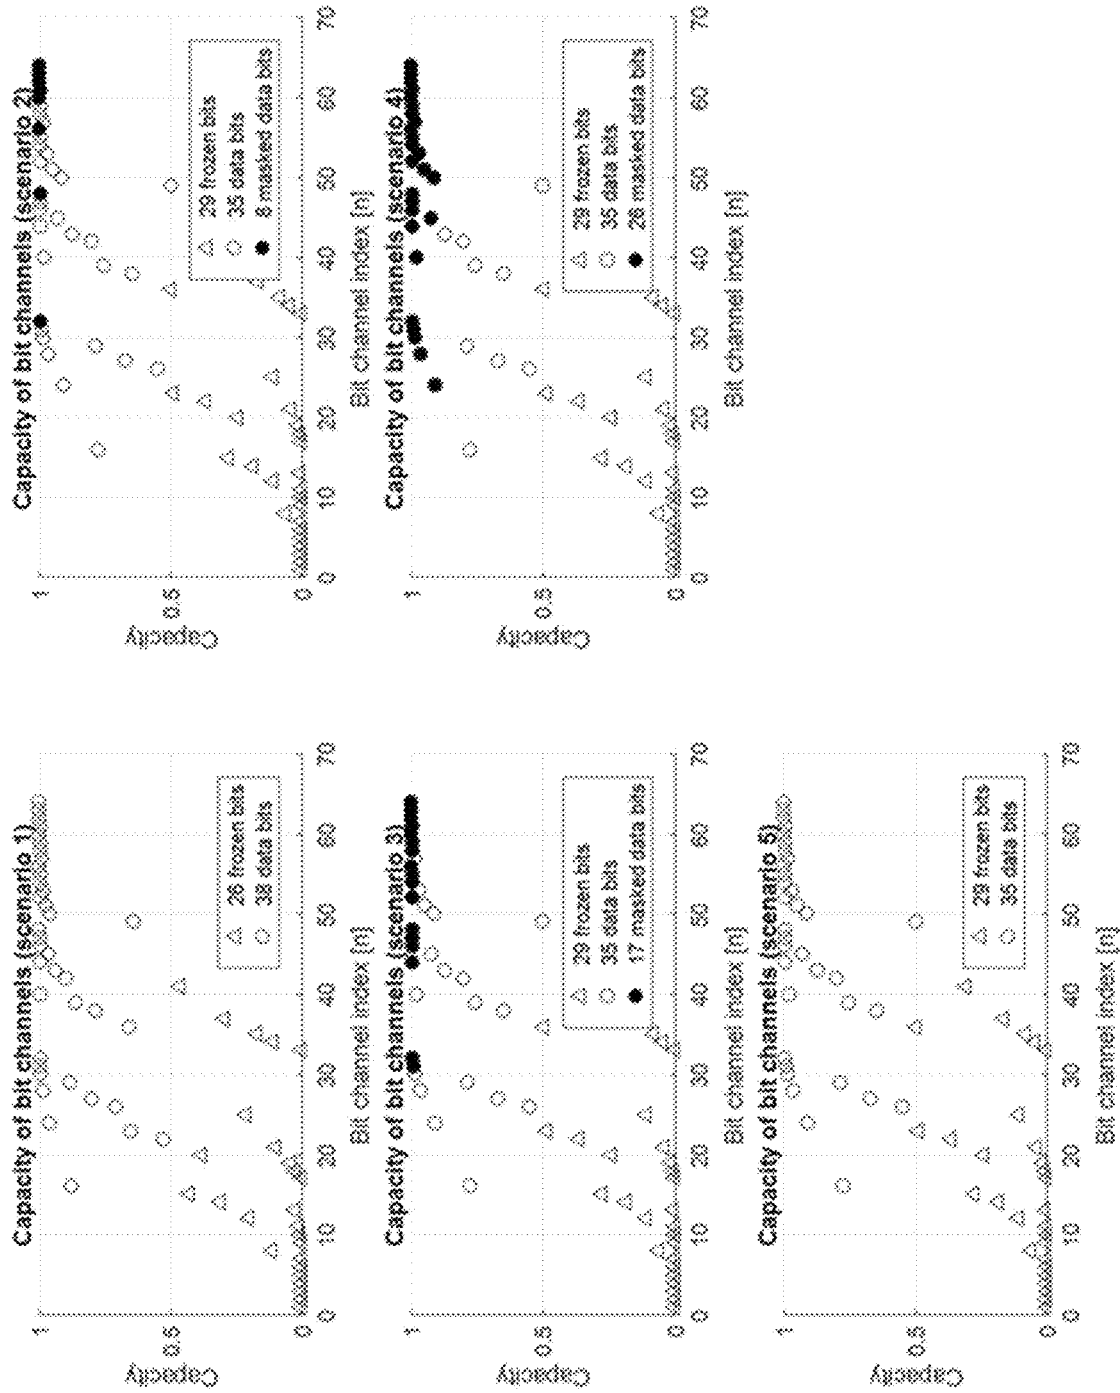 Capacity of bit channels (scenario 1)
Capacity
1
0.5
0
26 frozen bits
38 data bits
0 10 20 30 40 50 60 70
Bit channel index [n]
Capacity of bit channels (scenario 2)
Capacity
1
0.5
0
29 frozen bits
35 data bits
8 masked data bits
0 10 20 30 40 50 60 70
Bit channel index [n]
Capacity of bit channels (scenario 3)
Capacity
1
0.5
0
29 frozen bits
35 data bits
17 masked data bits
0 10 20 30 40 50 60 70
Bit channel index [n]
Capacity of bit channels (scenario 4)
Capacity
1
0.5
0
29 frozen bits
35 data bits
26 masked data bits
0 10 20 30 40 50 60 70
Bit channel index [n]
Capacity of bit channels (scenario 5)
Capacity
1
0.5
0
29 frozen bits
35 data bits
0 10 20 30 40 50 60 70
Bit channel index [n]